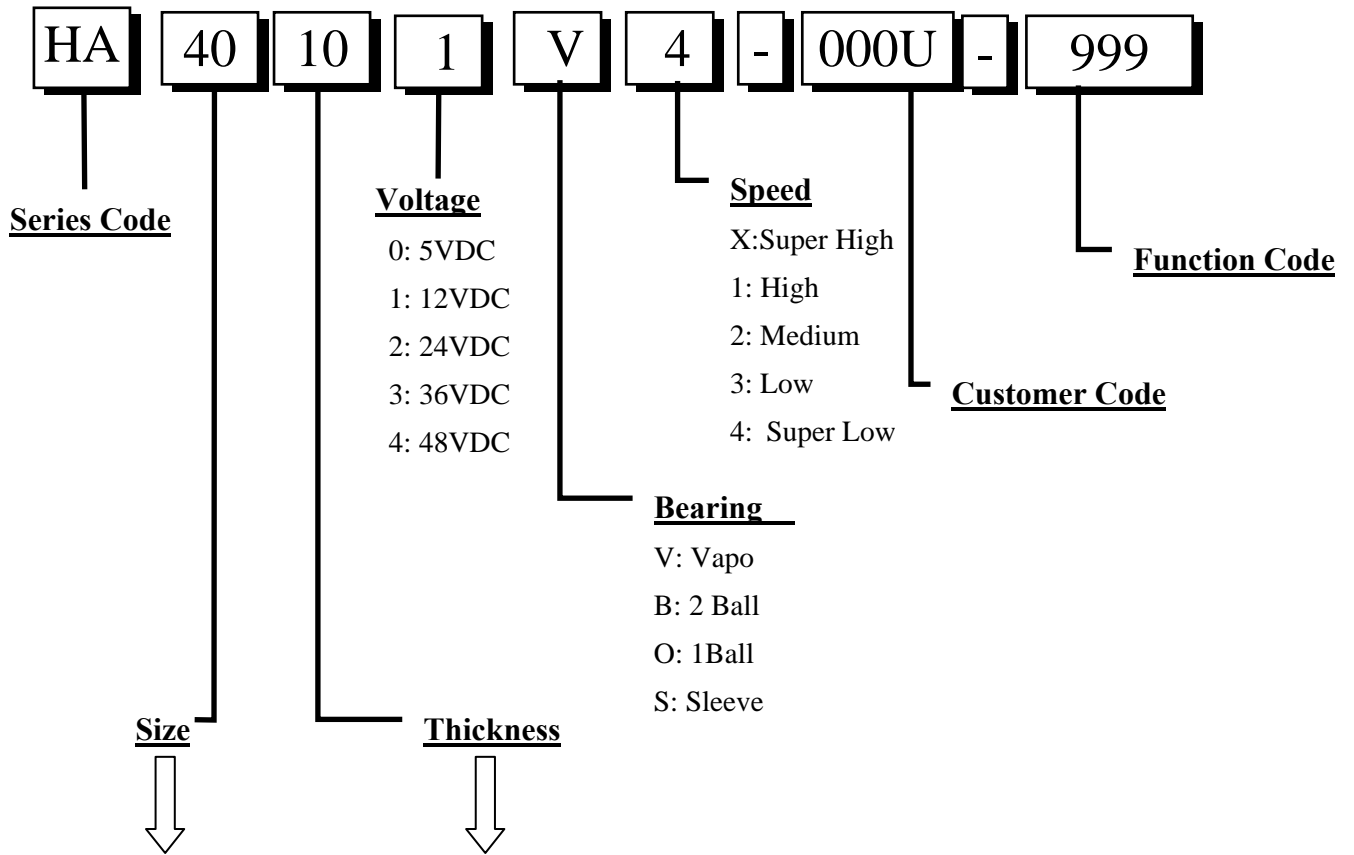 HA 40 10 1 V 4 - 000U - 999
Series Code
Voltage
0: 5VDC
1: 12VDC
2: 24VDC
3: 36VDC
4: 48VDC
Speed
X:Super High
1: High
2: Medium
3: Low
4: Super Low
Function Code
Customer Code
Bearing
V: Vapo
B: 2 Ball
O: 1Ball
S: Sleeve
Size
Thickness